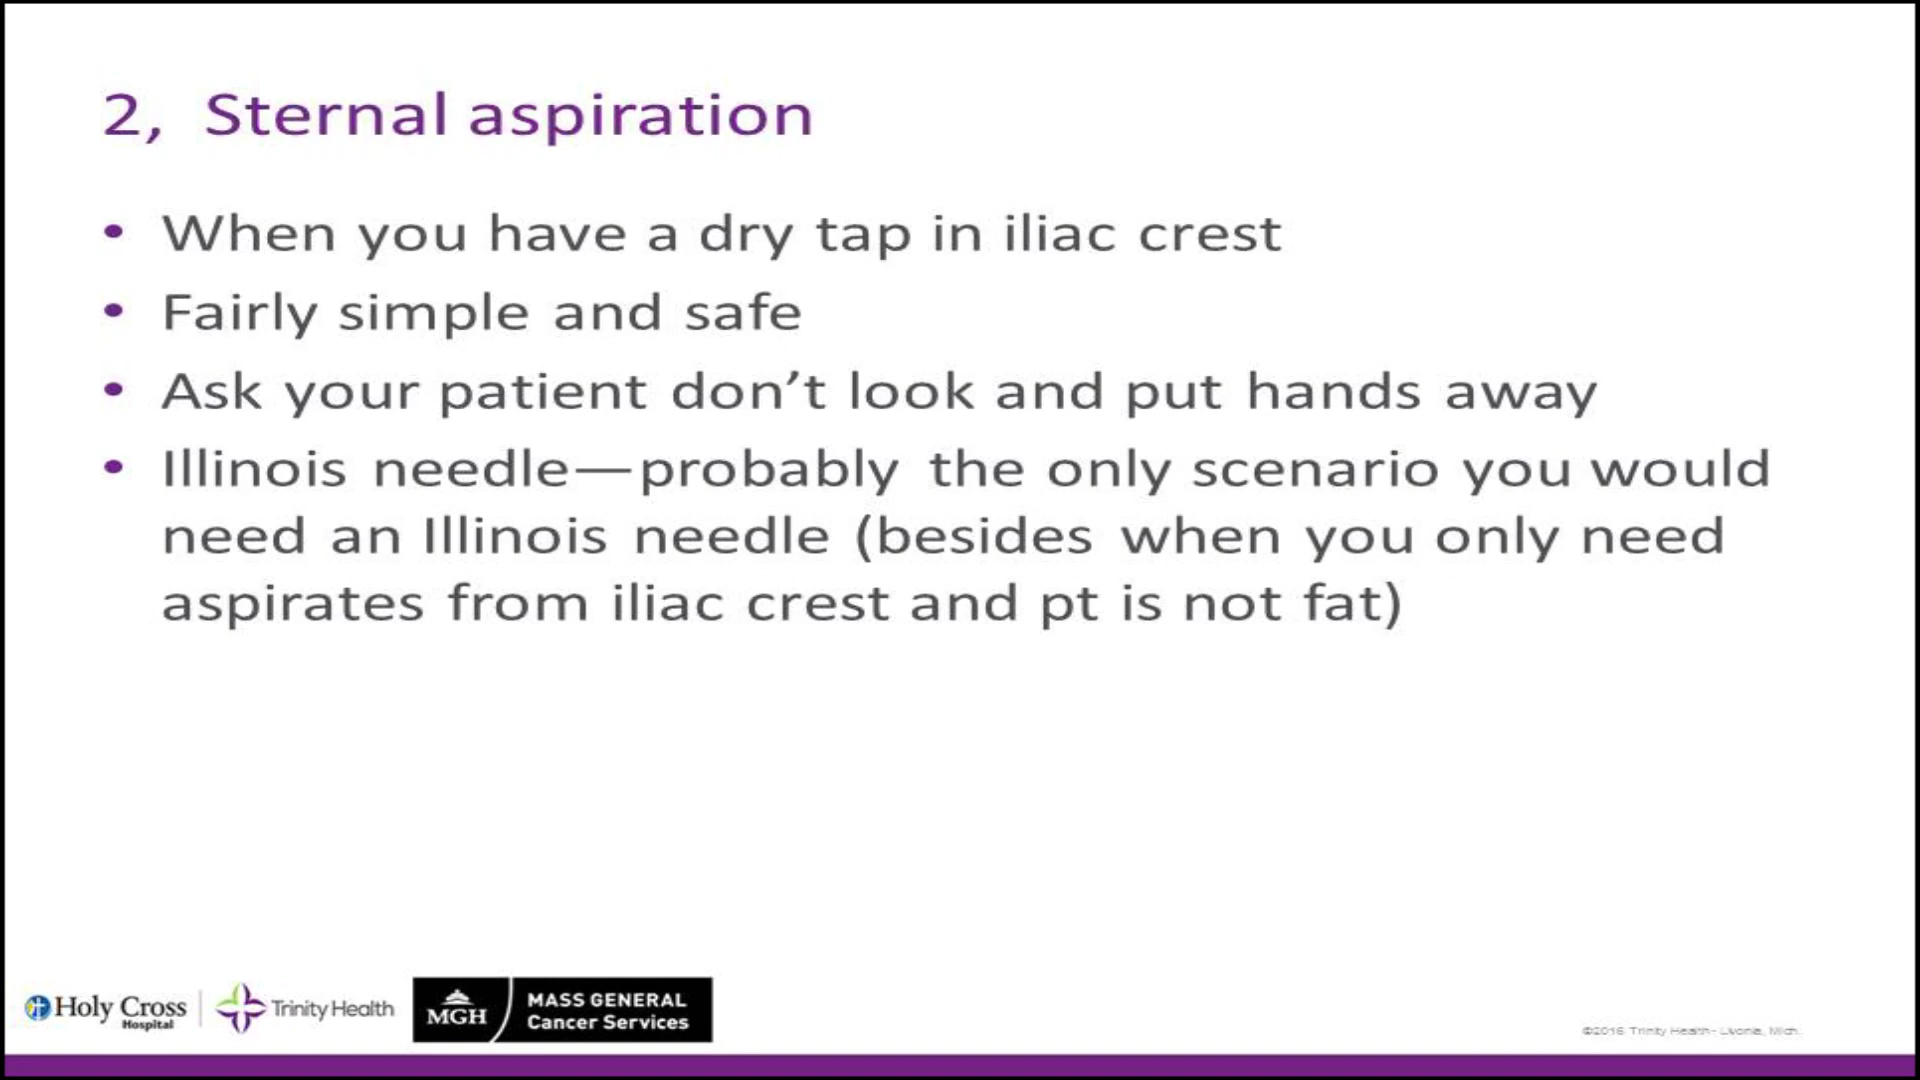 2,  Sternal aspiration
• When you have a dry tap in iliac crest
• Fairly simple and safe
• Ask your patient don’t look and put hands away
• Illinois needle—probably the only scenario you would
need an Illinois needle (besides when you only need
aspirates from iliac crest and pt is not fat)
Holy Cross
Hospital
Trinity Health
MGH
MASS GENERAL
Cancer Services
©2016 Trinity Health - Livonia, Mich.